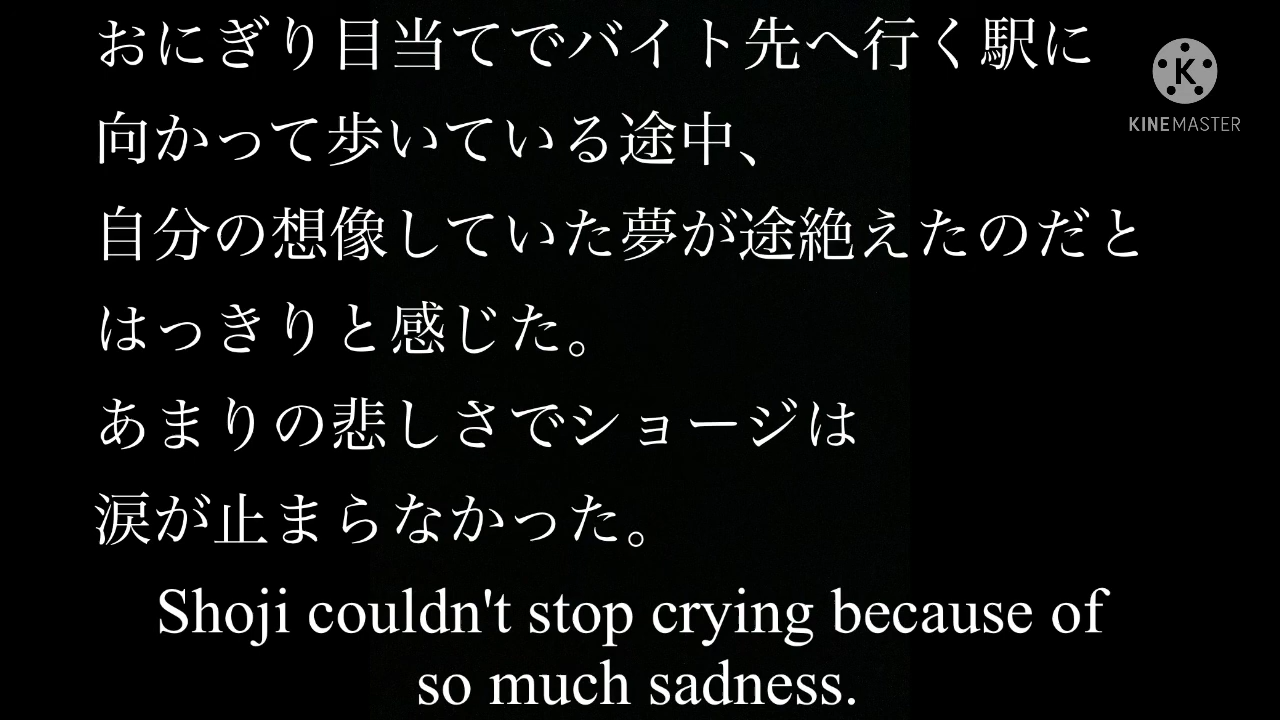 おにぎり目当てでバイト先へ行く駅に
向かって歩いている途中、
自分の想像していた夢が途絶えたのだと
はっきりと感じた。
あまりの悲しさでショージは
涙が止まらなかった。
Shoji couldn't stop crying because of
so much sadness.
K
KINEMASTER